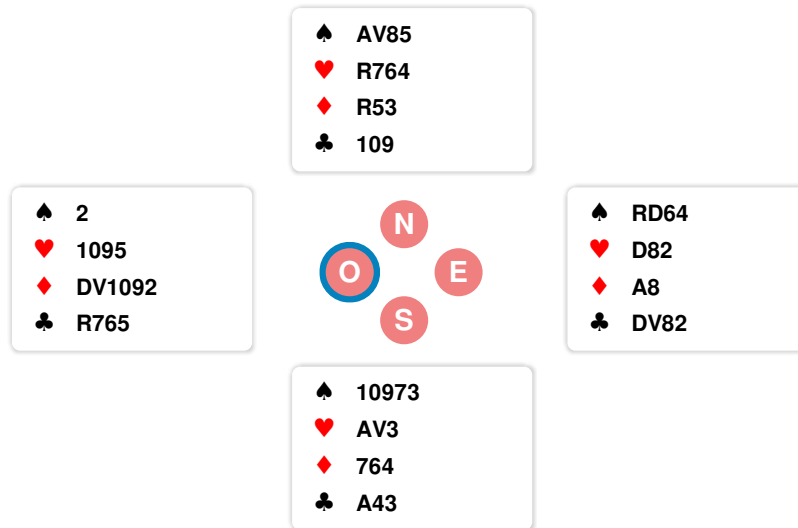 ♠ AV85
♥ R764
♦ R53
♣ 109
♠ 2
♥ 1095
♦ DV1092
♣ R765
N
O E
S
♠ RD64
♥ D82
♦ A8
♣ DV82
♠ 10973
♥ AV3
♦ 764
♣ A43